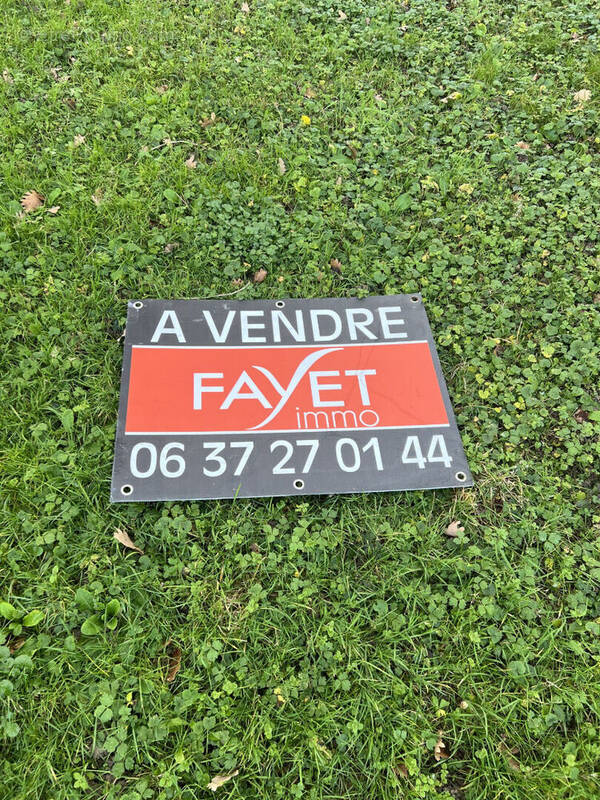 A VENDRE
FAYET
immo
06 37 27 01 44